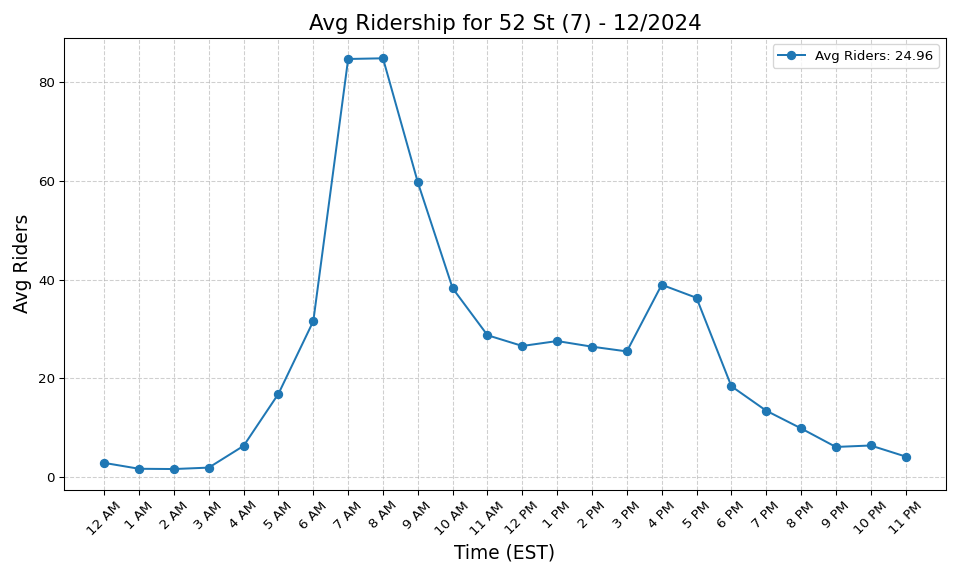 Avg Ridership for 52 St (7) - 12/2024
Avg Riders: 24.96
Avg Riders
80
60
40
20
0
12 AM
1 AM
2 AM
3 AM
4 AM
5 AM
6 AM
7 AM
8 AM
9 AM
10 AM
11 AM
12 PM
1 PM
2 PM
3 PM
4 PM
5 PM
6 PM
7 PM
8 PM
9 PM
10 PM
11 PM
Time (EST)